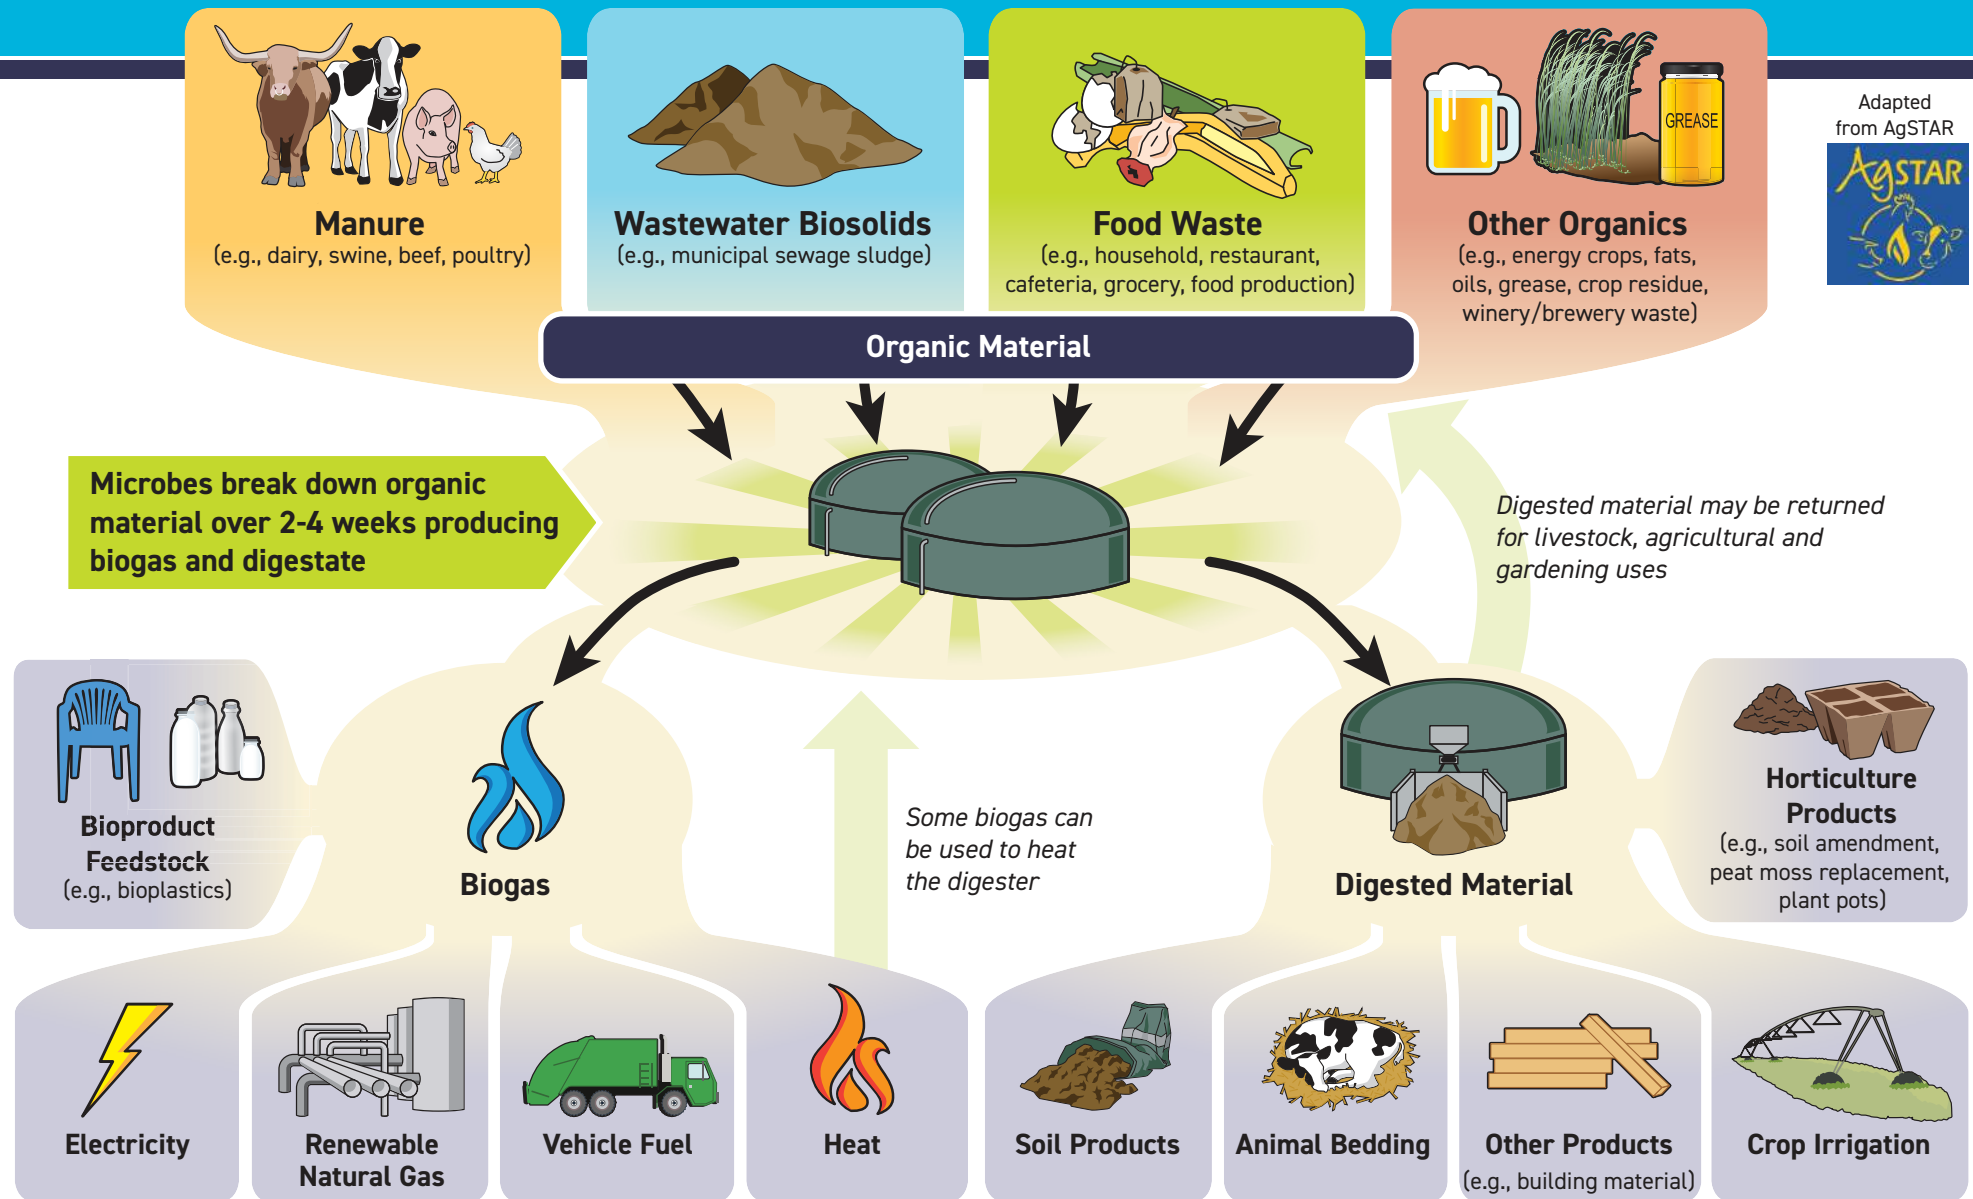 Manure
(e.g., dairy, swine, beef, poultry)
Wastewater Biosolids
(e.g., municipal sewage sludge)
Food Waste
(e.g., household, restaurant,
cafeteria, grocery, food production)
GREASE
Other Organics
(e.g., energy crops, fats,
oils, grease, crop residue,
winery/brewery waste)
Adapted
from AgSTAR
AgSTAR
Organic Material
Microbes break down organic
material over 2-4 weeks producing
biogas and digestate
Digested material may be returned
for livestock, agricultural and
gardening uses
Bioproduct
Feedstock
(e.g., bioplastics)
Biogas
Some biogas can
be used to heat
the digester
Digested Material
Horticulture
Products
(e.g., soil amendment,
peat moss replacement,
plant pots)
Electricity
Renewable
Natural Gas
Vehicle Fuel
Heat
Soil Products
Animal Bedding
Other Products
(e.g., building material)
Crop Irrigation